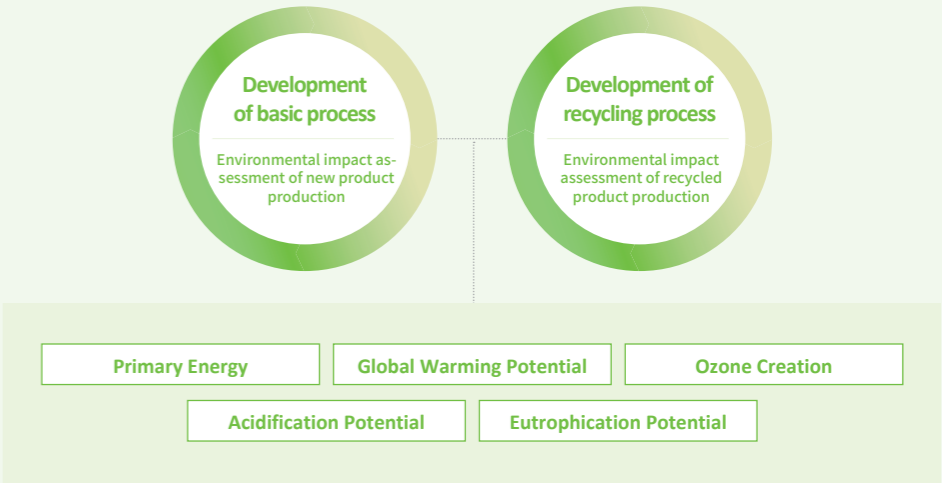 Development
of basic process
Environmental impact as-
sessment of new product
production
Development of
recycling process
Environmental impact
assessment of recycled
product production
Primary Energy
Global Warming Potential
Ozone Creation
Acidification Potential
Eutrophication Potential